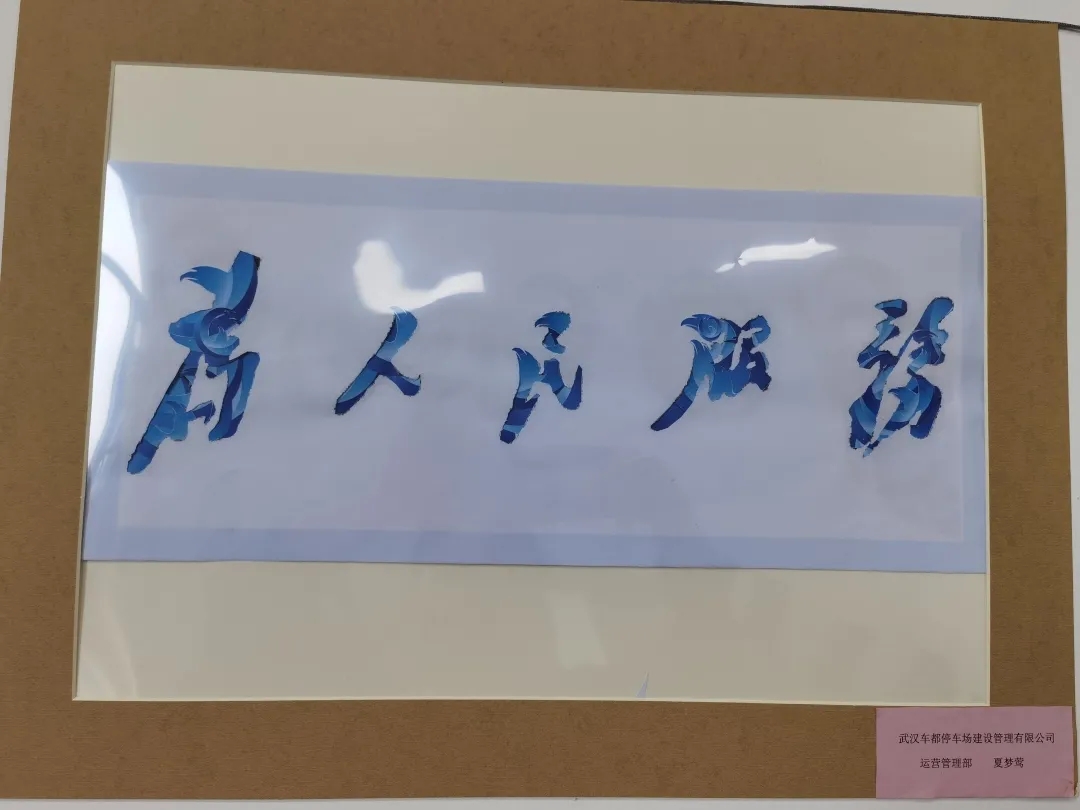 为人民服务
武汉车都停车场建设管理有限公司
运营管理部 夏梦莺